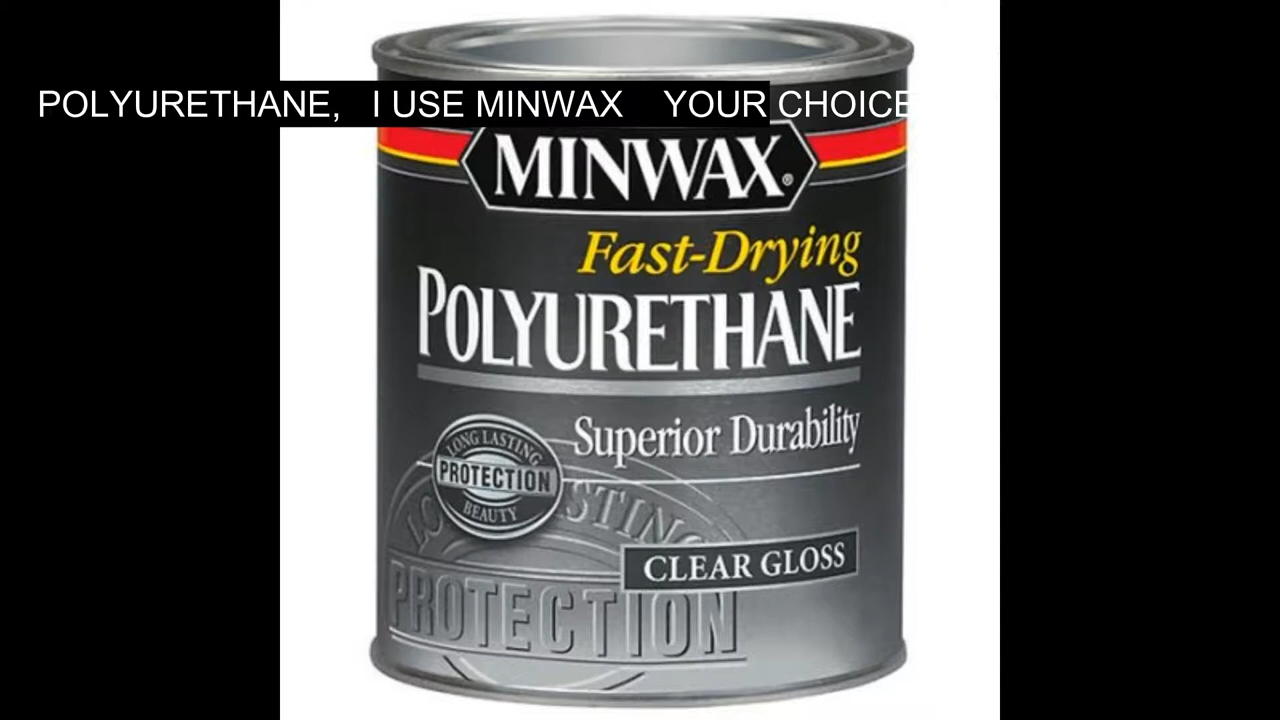 POLYURETHANE, I USE MINWAX YOUR CHOICE
MINWAX®
Fast-Drying
POLYURETHANE
Superior Durability
LONG LASTING
PROTECTION
BEAUTY
CLEAR GLOSS
PROTECTION